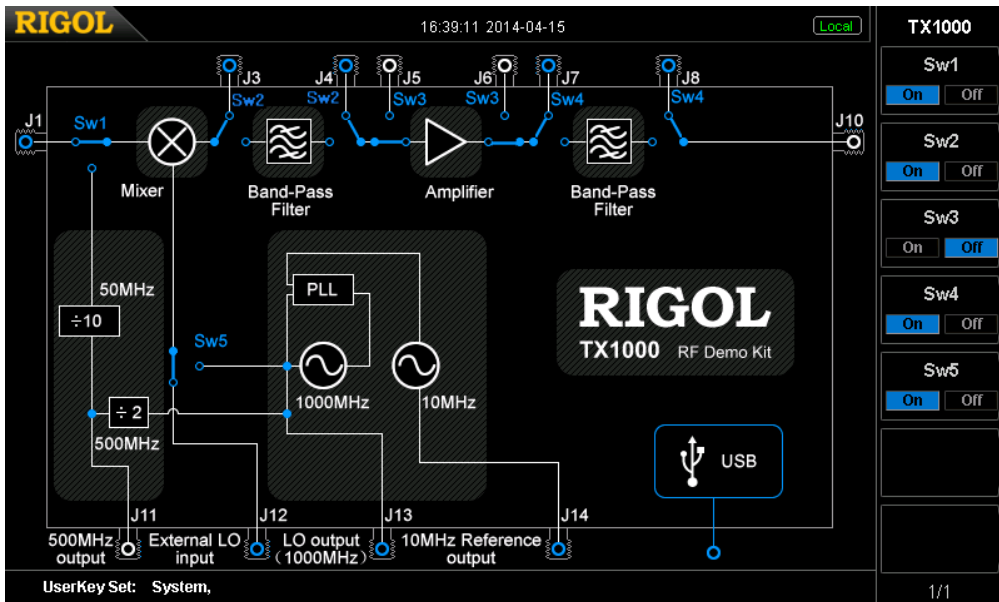 RIGOL
16:39:11 2014-04-15
Local
TX1000
Sw1
On Off
Sw2
On Off
Sw3
On Off
Sw4
On Off
Sw5
On Off
1/1
J3 J4 J5 J6 J7 J8
Sw2 Sw2 Sw3 Sw3 Sw4 Sw4
J1 Sw1 J10
Mixer
Band-Pass
Filter
Amplifier
Band-Pass
Filter
50MHz
÷10
÷ 2
500MHz
Sw5
PLL
1000MHz
10MHz
RIGOL
TX1000 RF Demo Kit
USB
J11 J12 J13 J14
500MHz
output
External LO
input
LO output
(1000MHz)
10MHz Reference
output
UserKey Set: System,